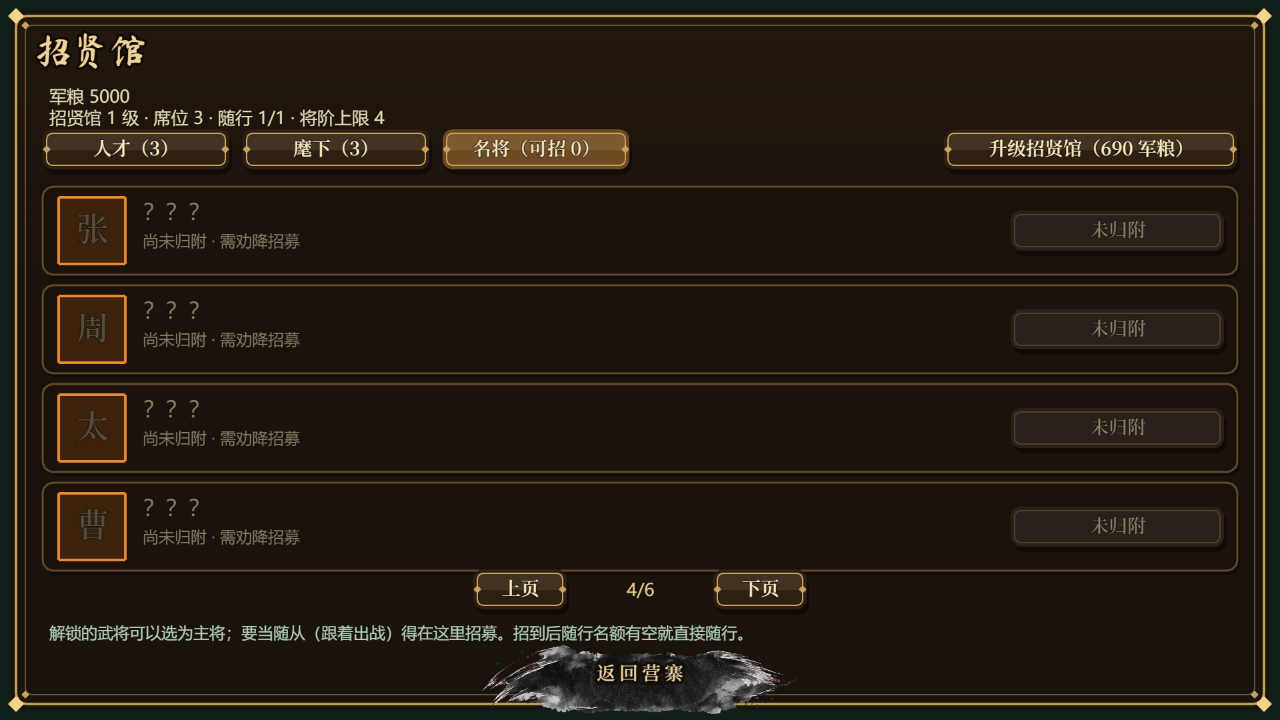 招贤馆
军粮 5000
招贤馆 1 级 · 席位 3 · 随行 1/1 · 将阶上限 4
人才（3） 麾下（3） 名将（可招 0） 升级招贤馆（690 军粮）
张
？？？
尚未归附 · 需劝降招募
未归附
周
？？？
尚未归附 · 需劝降招募
未归附
太
？？？
尚未归附 · 需劝降招募
未归附
曹
？？？
尚未归附 · 需劝降招募
未归附
上页 4/6 下页
解锁的武将可以选为主将；要当随从（跟着出战）得在这里招募。招到后随行名额有空就直接随行。
返回营寨